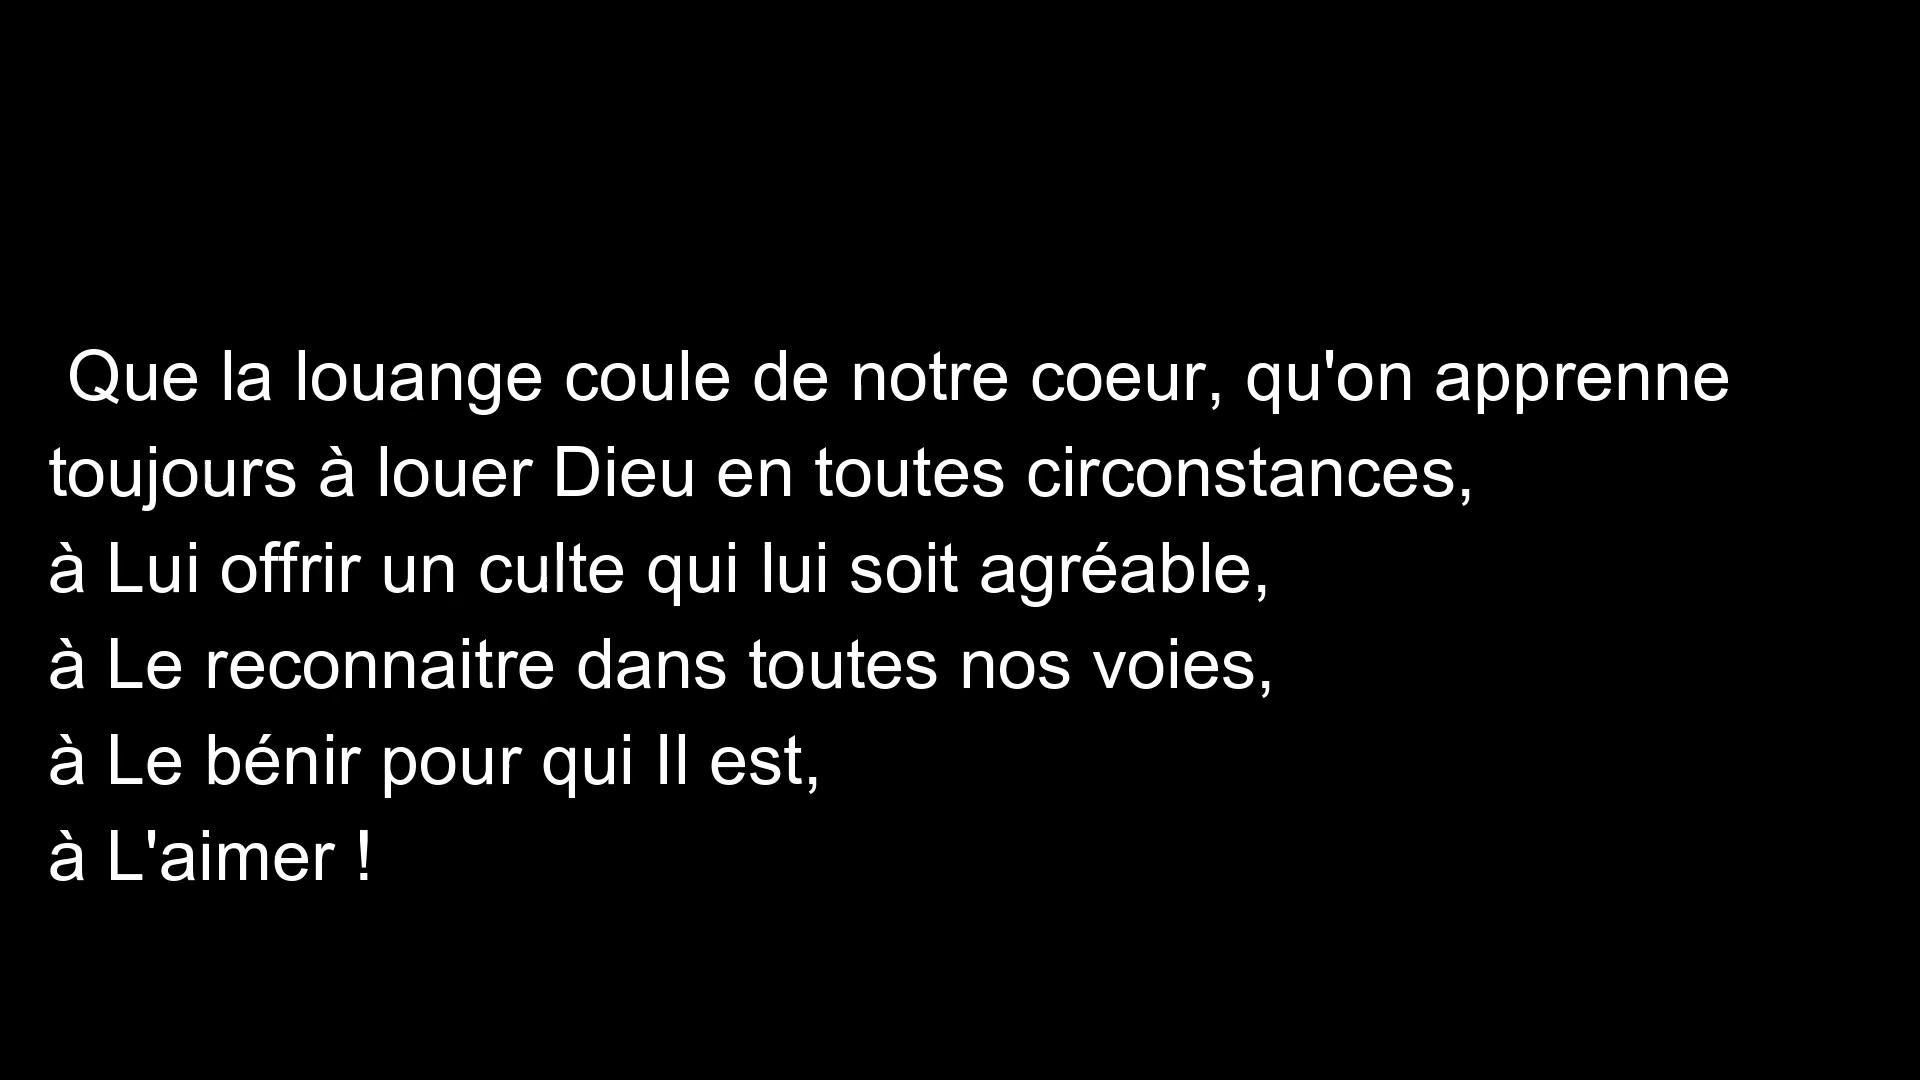 Que la louange coule de notre coeur, qu'on apprenne
toujours à louer Dieu en toutes circonstances,
à Lui offrir un culte qui lui soit agréable,
à Le reconnaitre dans toutes nos voies,
à Le bénir pour qui Il est,
à L'aimer !